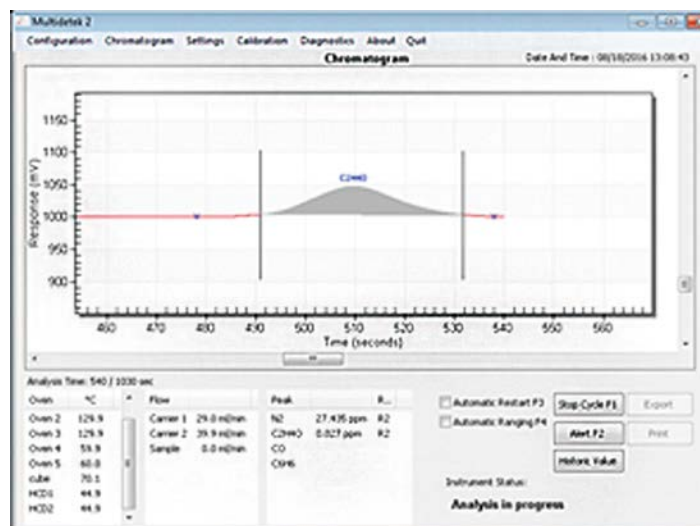 Multidetek 2
Configuration Chromatogram Settings Calibration Diagnostics About Quit
Chromatogram
Date And Time : 08/18/2016 13:08:43
Response (mV)
1150
1100
1050
1000
950
900
C2H4O
460 470 480 490 500 510 520 530 540 550 560
Time (seconds)
Analysis Time: 540 / 1030 sec
Oven °C
Oven 2 129.9
Oven 3 129.9
Oven 4 59.9
Oven 5 60.0
cube 70.1
HCD1 44.9
HCD2 44.9
Flow
Carrier 1 29.0 ml/min
Carrier 2 39.9 ml/min
Sample 0.0 ml/min
Peak R...
N2 27.435 ppm R2
C2H4O 0.027 ppm R2
CO
C6H6
Automatic Restart F3
Automatic Ranging F4
Stop Cycle F1
Export
Alert F2
Print
Historic Value
Instrument Status:
Analysis in progress